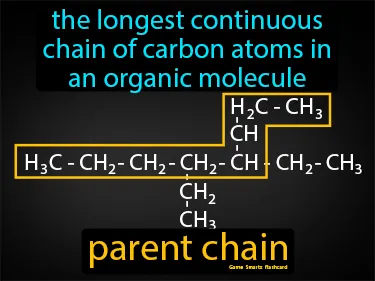 the longest continuous
chain of carbon atoms in
an organic molecule
H₂C - CH₃
CH
H₃C - CH₂ - CH₂ - CH₂ - CH - CH₂ - CH₃
CH₂
CH₃
parent chain
Game Smartz flashcard